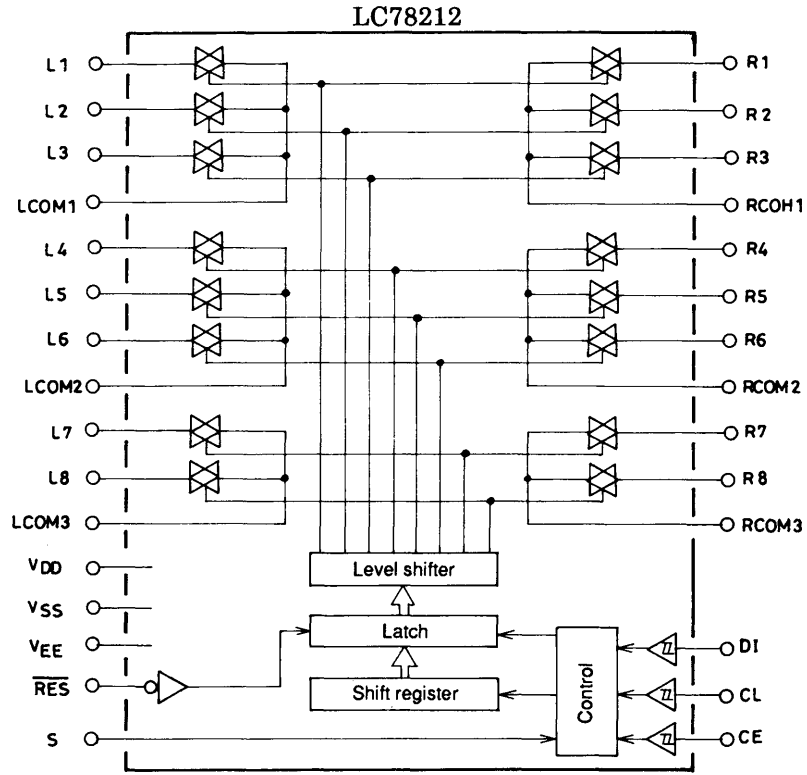 LC78212
L1
R1
L2
R2
L3
R3
LCOM1
RCOH1
L4
R4
L5
R5
L6
R6
LCOM2
RCOM2
L7
R7
L8
R8
LCOM3
RCOM3
VDD
Level shifter
VSS
Latch
VEE
DI
RES
Shift register
Control
CL
S
CE